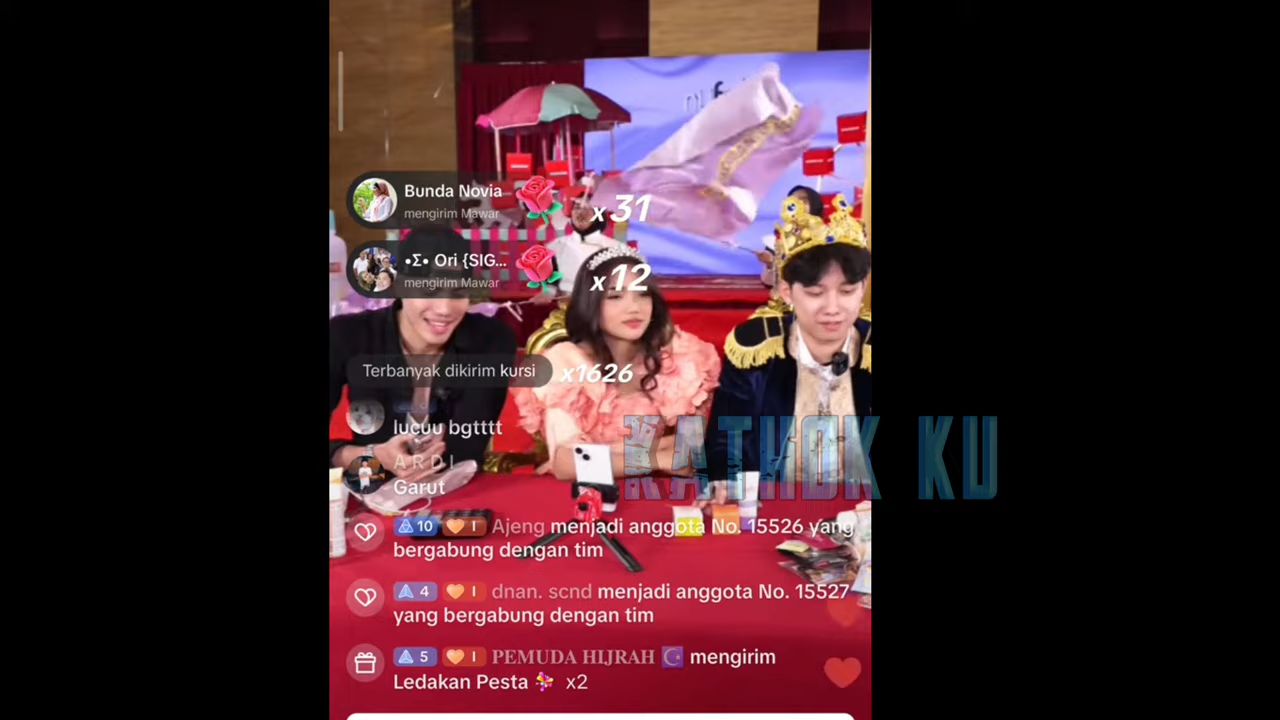 Bunda Novia
mengirim Mawar
x31
•Σ• Ori {SIG...
mengirim Mawar
x12
Terbanyak dikirim kursi
x1626
lucuu bgtttt
A R D I
Garut
KATHOK KU
10 I Ajeng menjadi anggota No. 15526 yang
bergabung dengan tim
4 I dnan. scnd menjadi anggota No. 15527
yang bergabung dengan tim
5 I PEMUDA HIJRAH ☪ mengirim
Ledakan Pesta x2